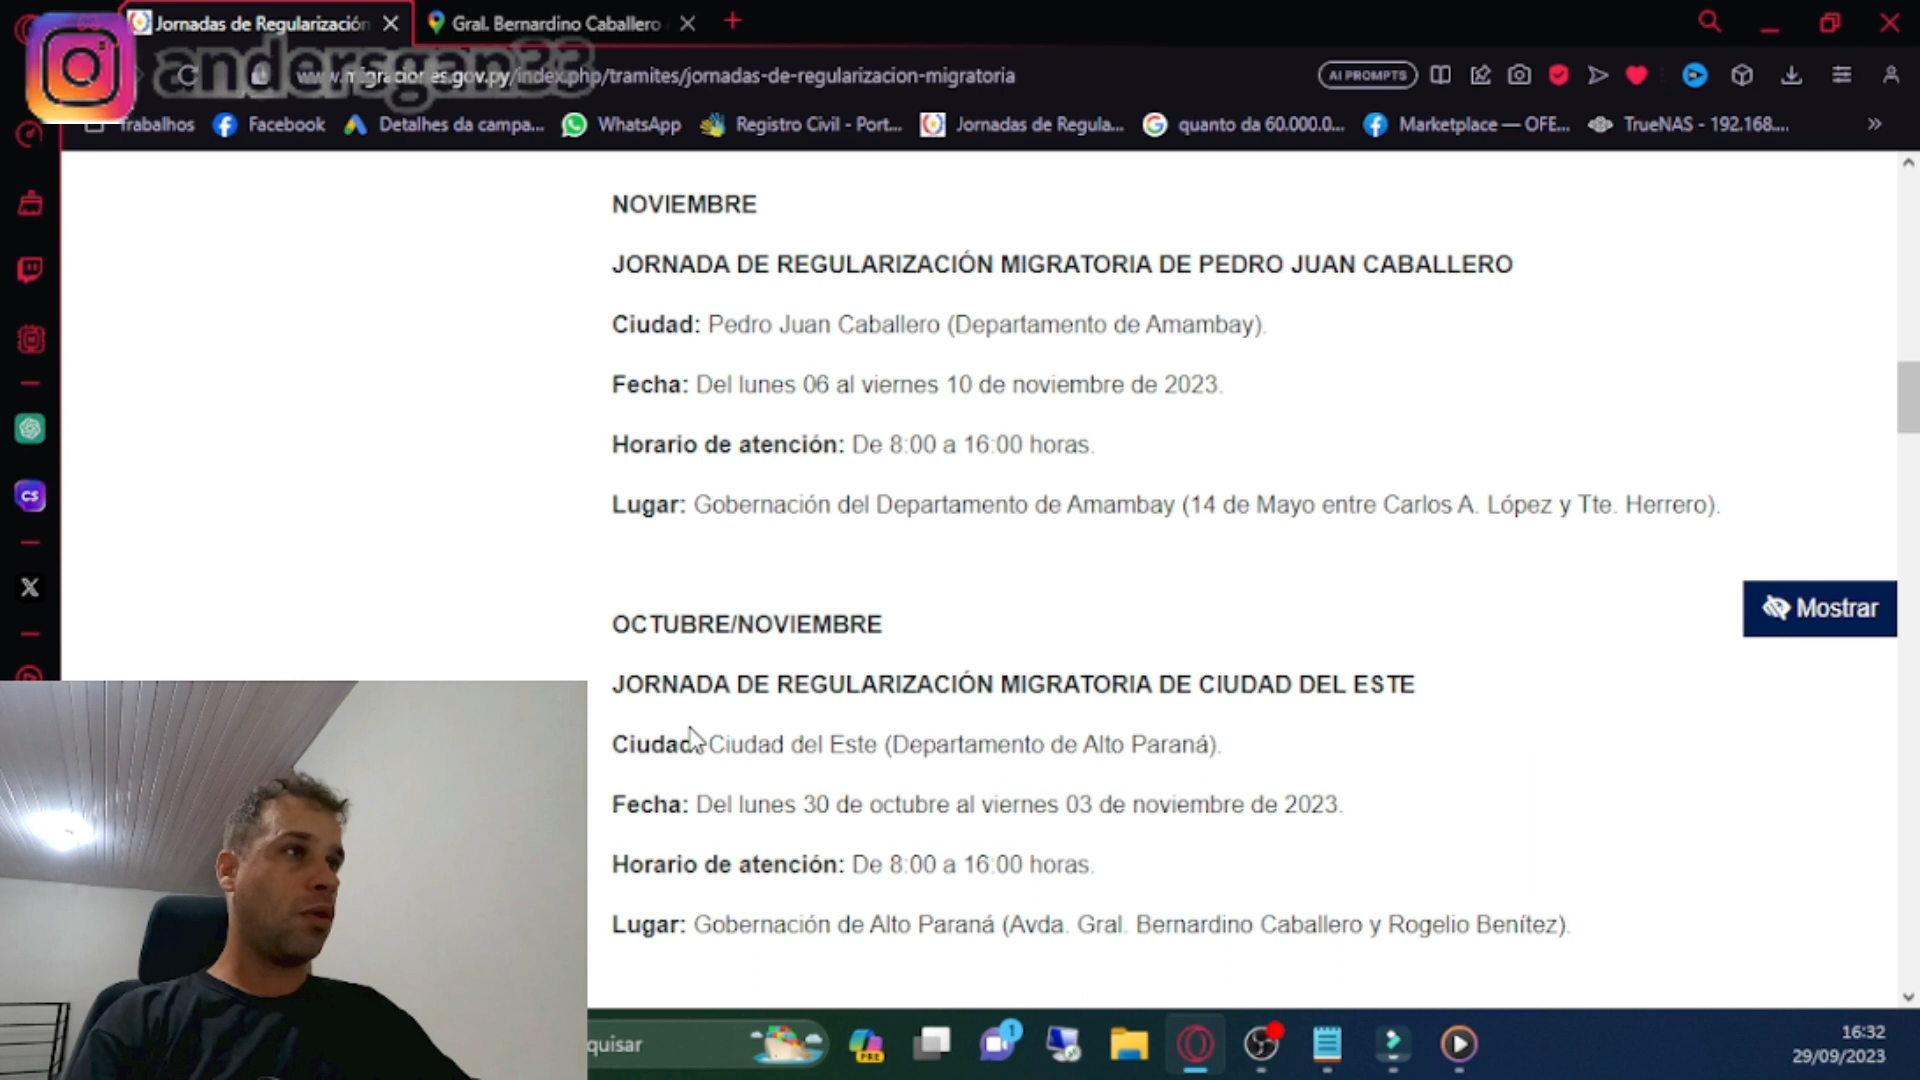 Jornadas de Regularización
Gral. Bernardino Caballero
andersgan33
www.migraciones.gov.py/index.php/tramites/jornadas-de-regularizacion-migratoria
AI PROMPTS
Trabalhos
Facebook
Detalhes da campa...
WhatsApp
Registro Civil - Port...
Jornadas de Regula...
quanto da 60.000.0...
Marketplace — OFE...
TrueNAS - 192.168....
NOVIEMBRE
JORNADA DE REGULARIZACIÓN MIGRATORIA DE PEDRO JUAN CABALLERO
Ciudad: Pedro Juan Caballero (Departamento de Amambay).
Fecha: Del lunes 06 al viernes 10 de noviembre de 2023.
Horario de atención: De 8:00 a 16:00 horas.
CS
Lugar: Gobernación del Departamento de Amambay (14 de Mayo entre Carlos A. López y Tte. Herrero).
Mostrar
OCTUBRE/NOVIEMBRE
JORNADA DE REGULARIZACIÓN MIGRATORIA DE CIUDAD DEL ESTE
Ciudad: Ciudad del Este (Departamento de Alto Paraná).
Fecha: Del lunes 30 de octubre al viernes 03 de noviembre de 2023.
Horario de atención: De 8:00 a 16:00 horas.
Lugar: Gobernación de Alto Paraná (Avda. Gral. Bernardino Caballero y Rogelio Benítez).
quisar
PRE
1
16:32
29/09/2023